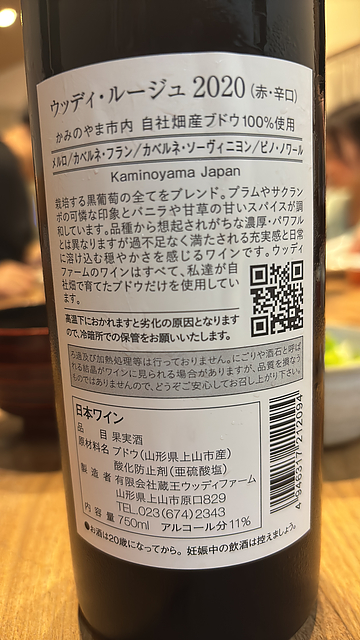 ウッディ・ルージュ 2020（赤・辛口）
かみのやま市内 自社畑産ブドウ100%使用
メルロ/カベルネ・フラン/カベルネ・ソーヴィニヨン/ピノ・ノワール
Kaminoyama Japan
栽培する黒葡萄の全てをブレンド。プラムやサクラン
ボの可憐な印象とバニラや甘草の甘いスパイスが調
和しています。品種から想起されがちな濃厚・パワフル
とは異なりますが過不足なく満たされる充実感と日常
に溶け込む穏やかさを感じるワインです。ウッディ
ファームのワインはすべて、私達が自
社畑で育てたブドウだけを使用してい
ます。
高温下におかれますと劣化の原因となります
ので、冷暗所での保管をお願いいたします。
ろ過及び加熱処理等は行っておりません。にごりや酒石と呼ば
れる結晶がワインに見られる場合がありますが、品質を損なう
ものではありませんので、どうぞご安心してお召し上がり下さい。
日本ワイン
品目 果実酒
原材料名 ブドウ(山形県上山市産)
酸化防止剤(亜硫酸塩)
製造者 有限会社蔵王ウッディファーム
山形県上山市原口829
TEL.023(674)2343
内容量 750ml アルコール分11%
4946317212094
●お酒は20歳になってから。妊娠中の飲酒は控えましょう。